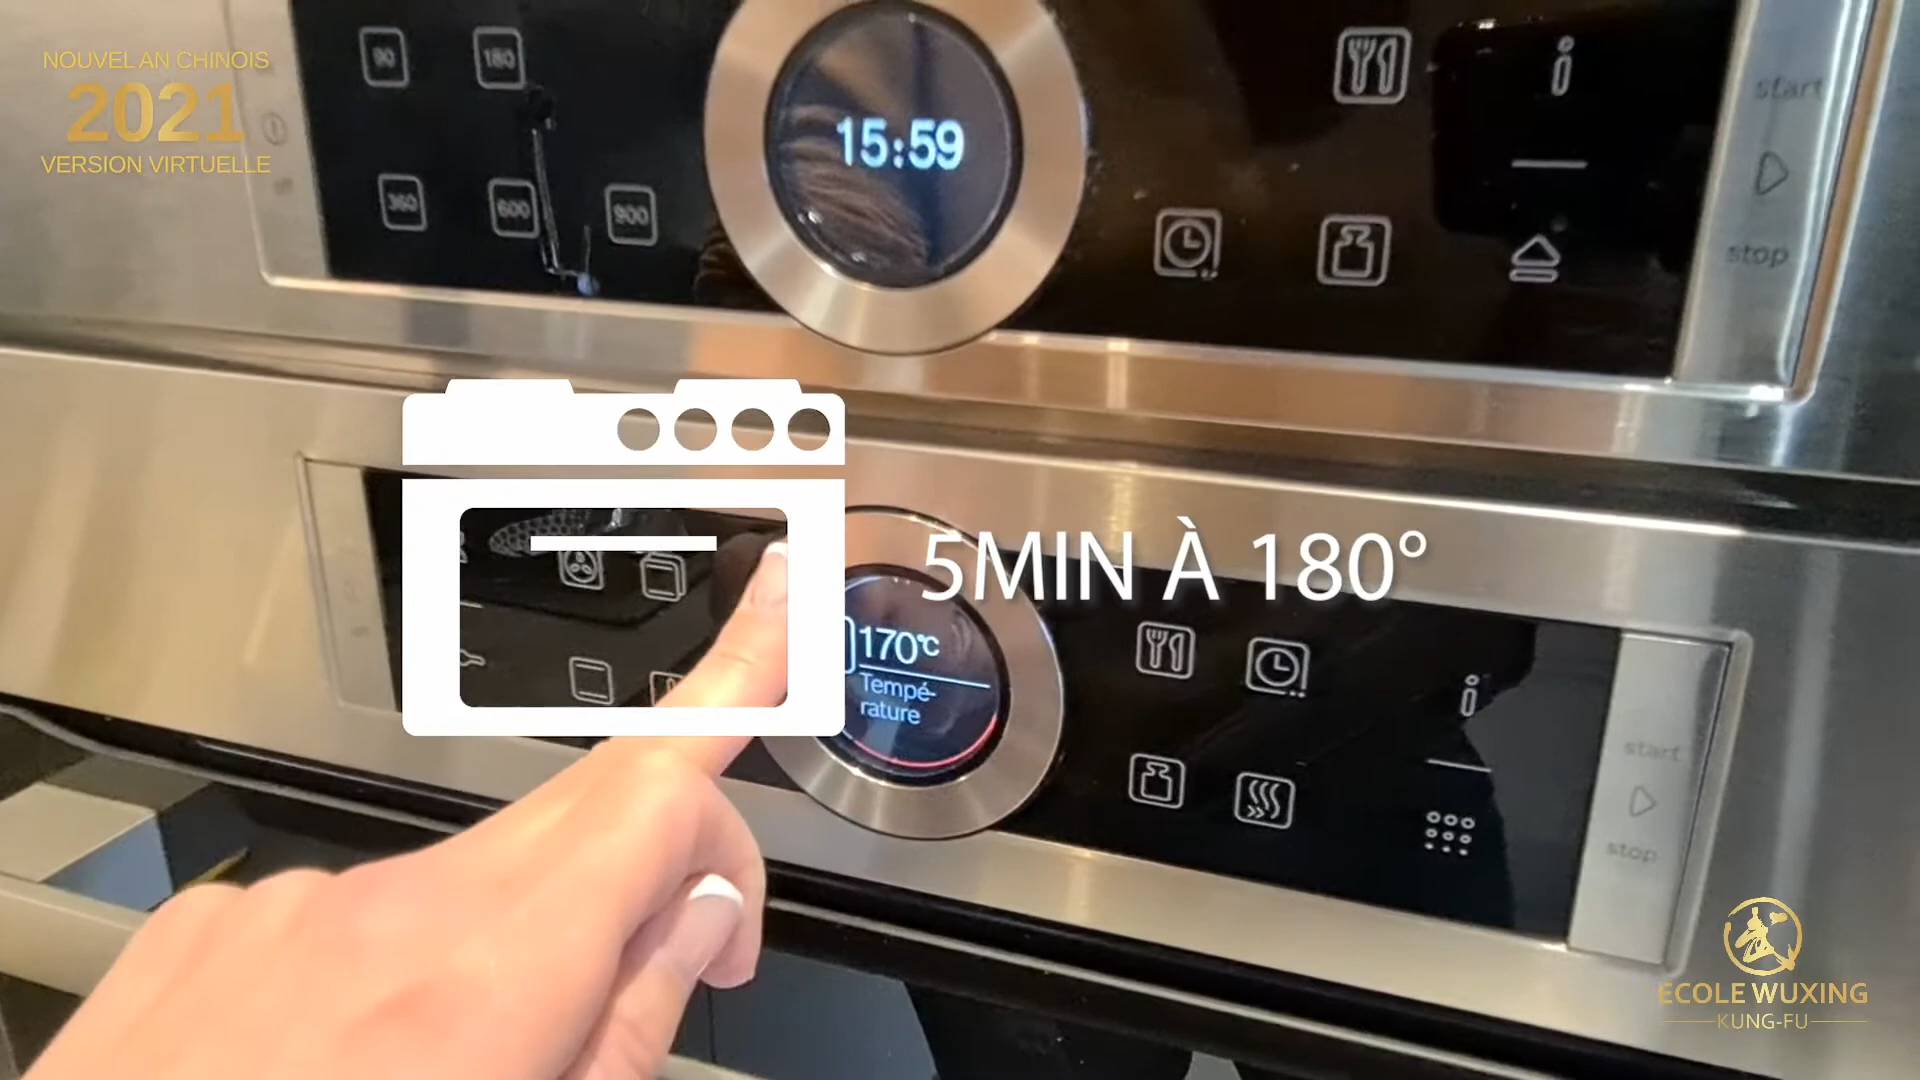 NOUVEL AN CHINOIS
2021
VERSION VIRTUELLE
90
180
360
600
900
15:59
start
stop
5MIN À 180°
170°C
Tempé-
rature
start
stop
ECOLE WUXING
KUNG-FU